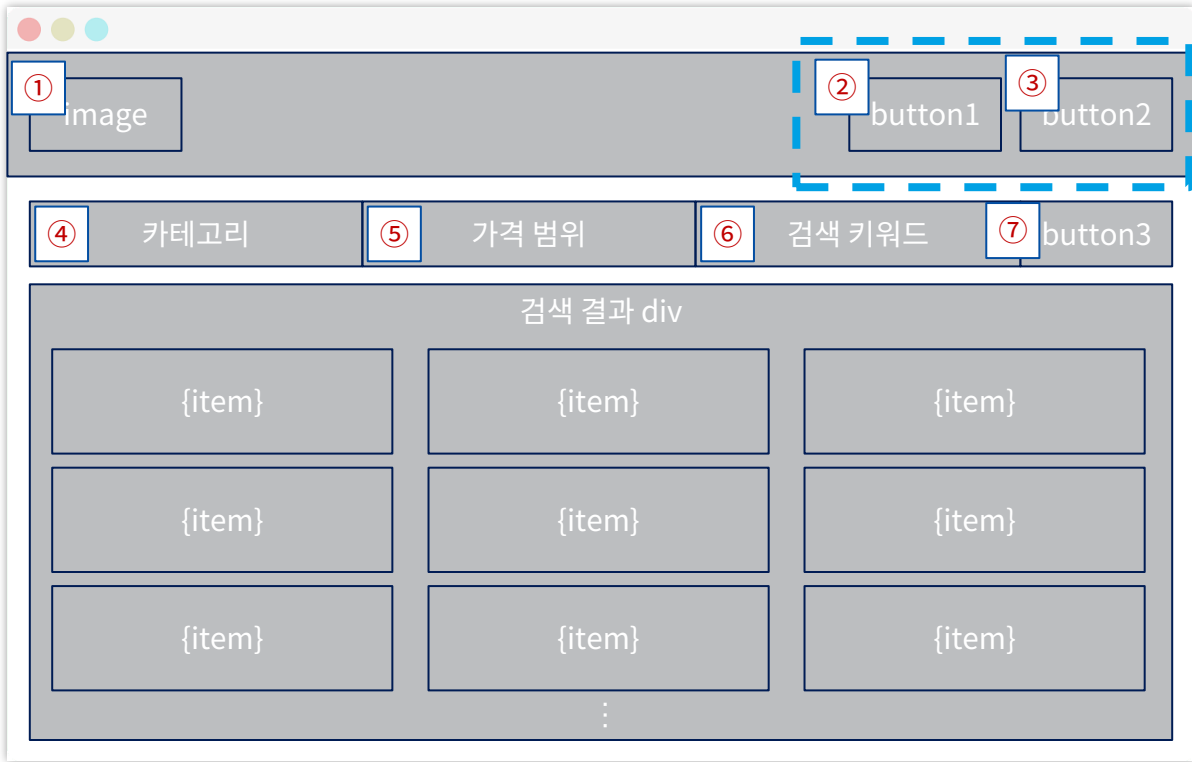 ①
image
②
button1
③
button2
④
카테고리
⑤
가격 범위
⑥
검색 키워드
⑦
button3
검색 결과 div
{item}
{item}
{item}
{item}
{item}
{item}
{item}
{item}
{item}
⋮